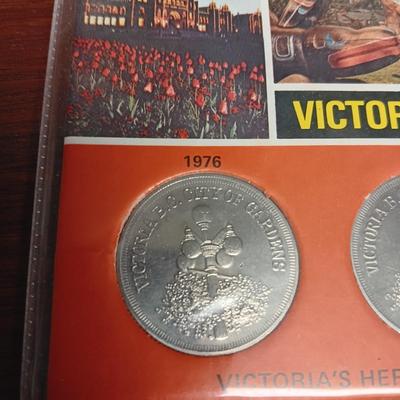 VICTOR
1976
VICTORIA B.C. CITY OF GARDENS
VICTORIA B.
VICTORIA'S HER